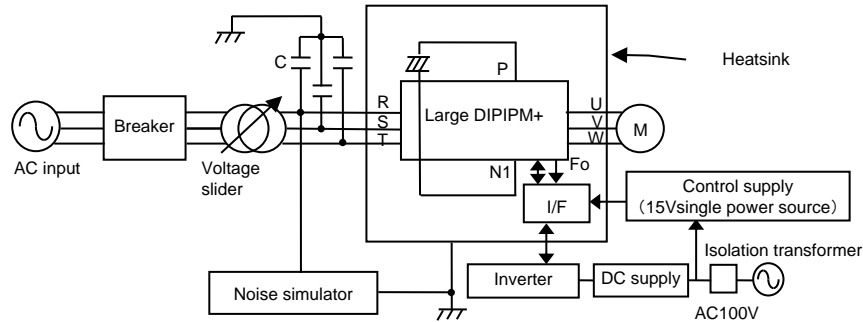 C
P
Heatsink
R
S
T
Large DIPIPM+
U
V
W
M
Breaker
AC input
Voltage
slider
N1
Fo
I/F
Control supply
（15Vsingle power source）
Isolation transformer
Noise simulator
Inverter
DC supply
AC100V